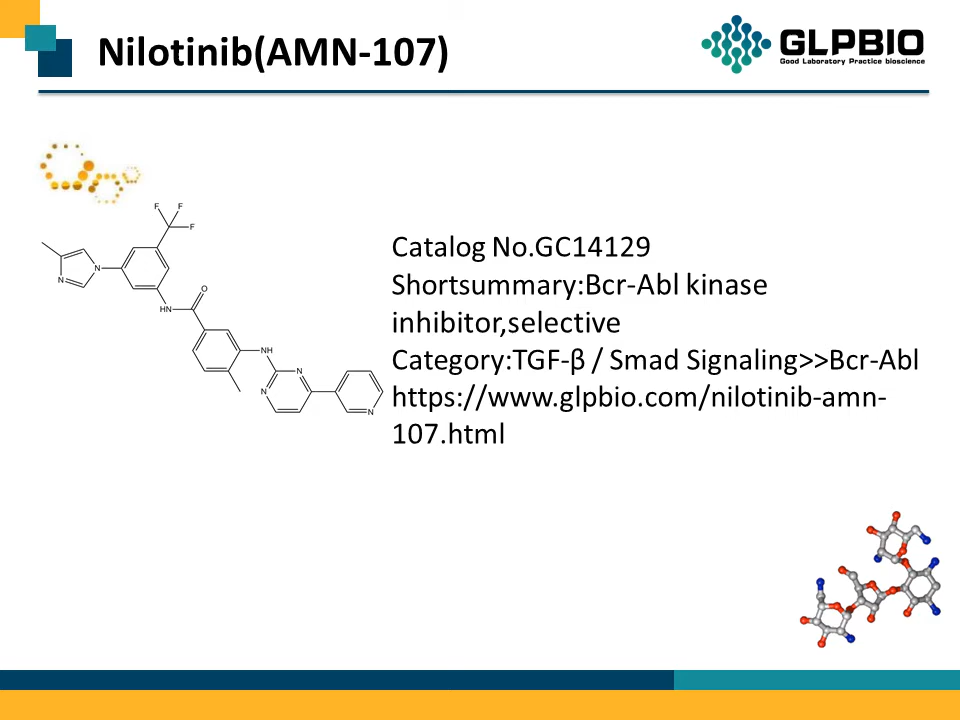 Nilotinib(AMN-107)
GLPBIO
Good Laboratory Practice bioscience
F
F
F
N
N
O
HN
NH
N
N
N
Catalog No.GC14129
Shortsummary:Bcr-Abl kinase
inhibitor,selective
Category:TGF-β / Smad Signaling>>Bcr-Abl
https://www.glpbio.com/nilotinib-amn-
107.html